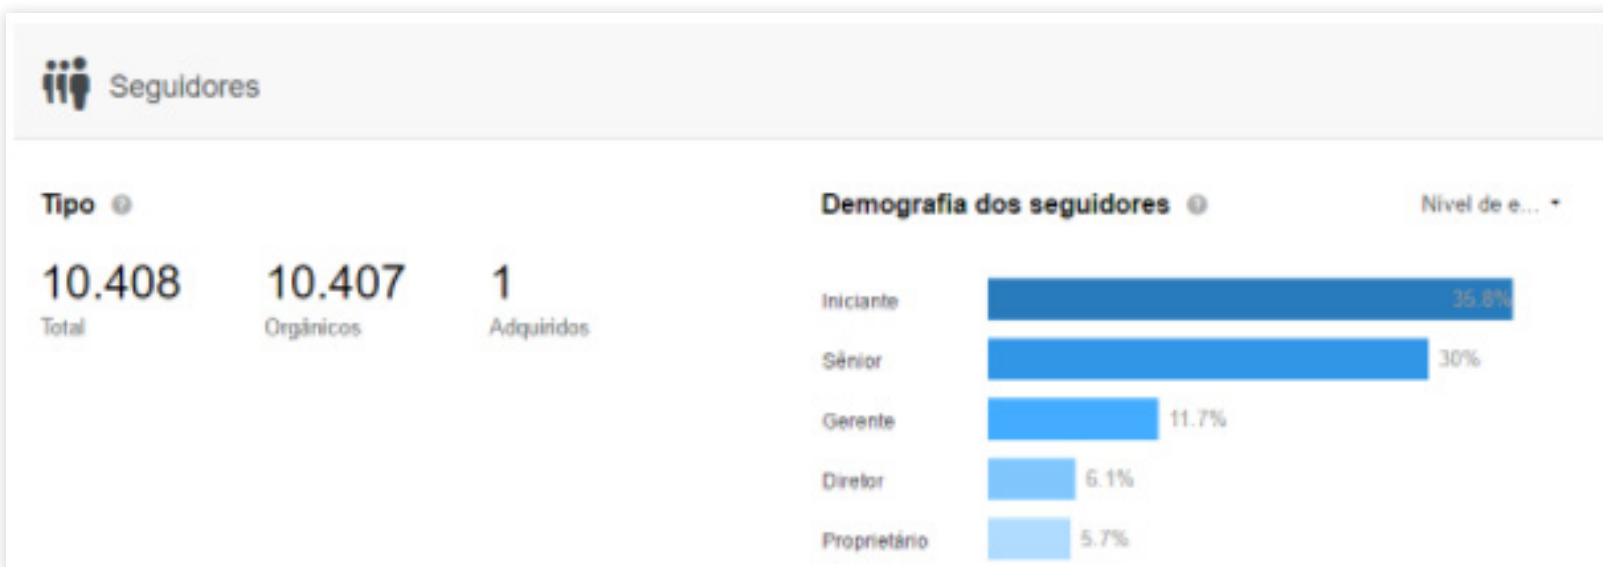 Seguidores
Tipo
10.408
Total
10.407
Orgânicos
1
Adquiridos
Demografia dos seguidores
Nível de e...
Iniciante 35.8%
Sênior 30%
Gerente 11.7%
Diretor 6.1%
Proprietário 5.7%